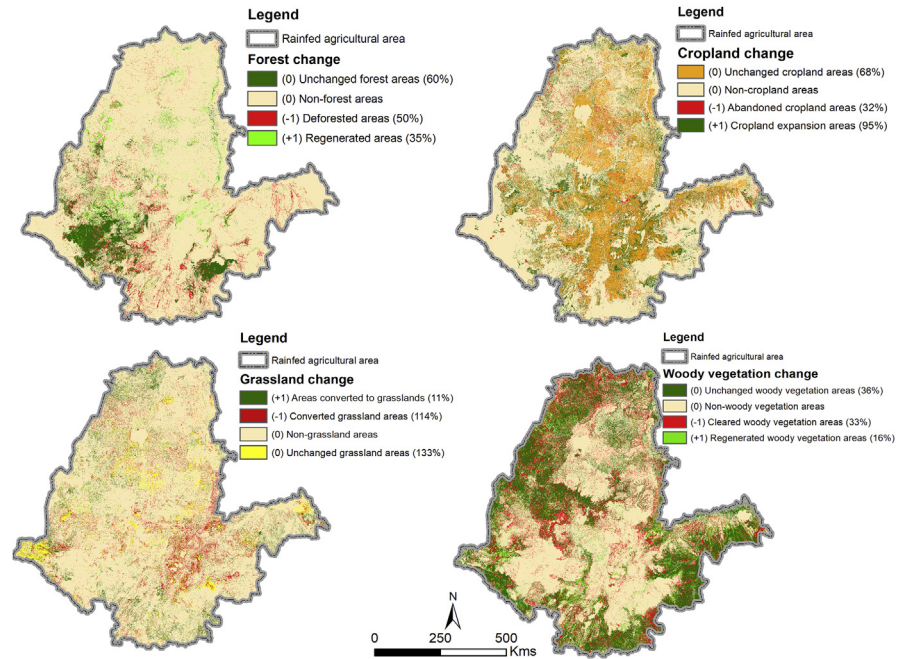 Legend
Rainfed agricultural area
Forest change
(0) Unchanged forest areas (60%)
(0) Non-forest areas
(-1) Deforested areas (50%)
(+1) Regenerated areas (35%)
Legend
Rainfed agricultural area
Cropland change
(0) Unchanged cropland areas (68%)
(0) Non-cropland areas
(-1) Abandoned cropland areas (32%)
(+1) Cropland expansion areas (95%)
Legend
Rainfed agricultural area
Grassland change
(+1) Areas converted to grasslands (11%)
(-1) Converted grassland areas (114%)
(0) Non-grassland areas
(0) Unchanged grassland areas (133%)
Legend
Rainfed agricultural area
Woody vegetation change
(0) Unchanged woody vegetation areas (36%)
(0) Non-woody vegetation areas
(-1) Cleared woody vegetation areas (33%)
(+1) Regenerated woody vegetation areas (16%)
N
0 250 500
Kms